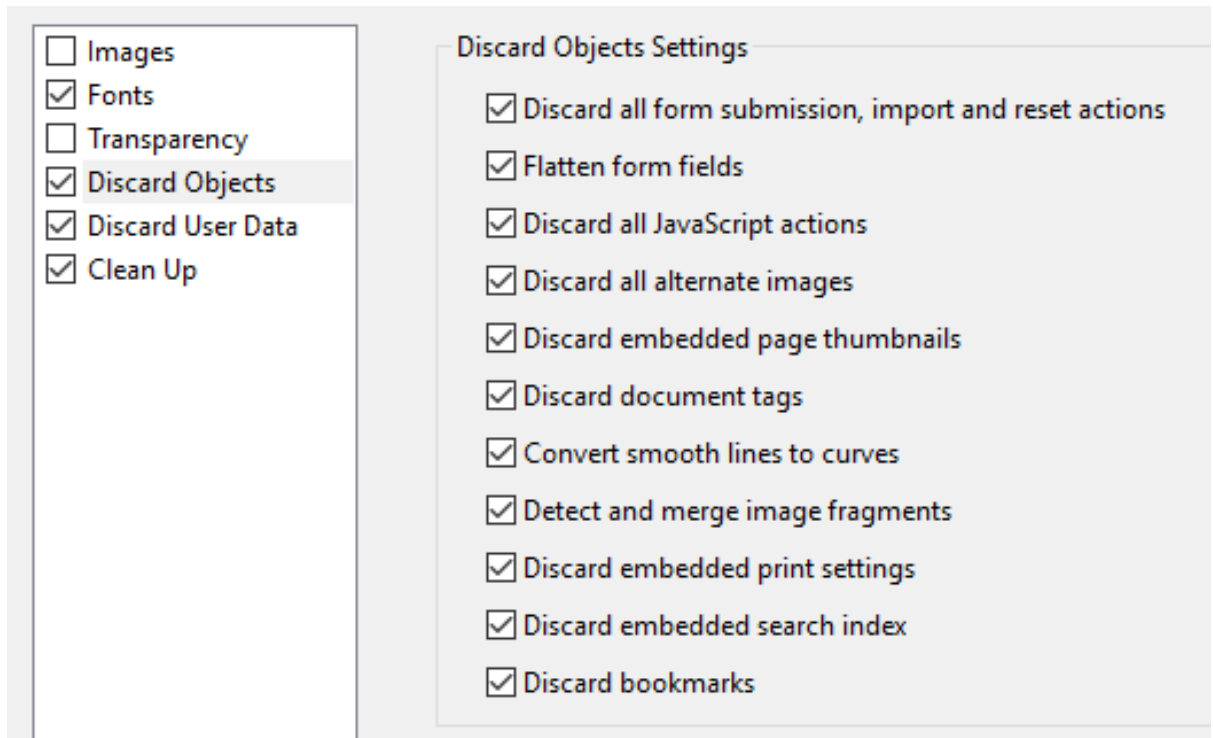 Images
Fonts
Transparency
Discard Objects
Discard User Data
Clean Up
Discard Objects Settings
Discard all form submission, import and reset actions
Flatten form fields
Discard all JavaScript actions
Discard all alternate images
Discard embedded page thumbnails
Discard document tags
Convert smooth lines to curves
Detect and merge image fragments
Discard embedded print settings
Discard embedded search index
Discard bookmarks